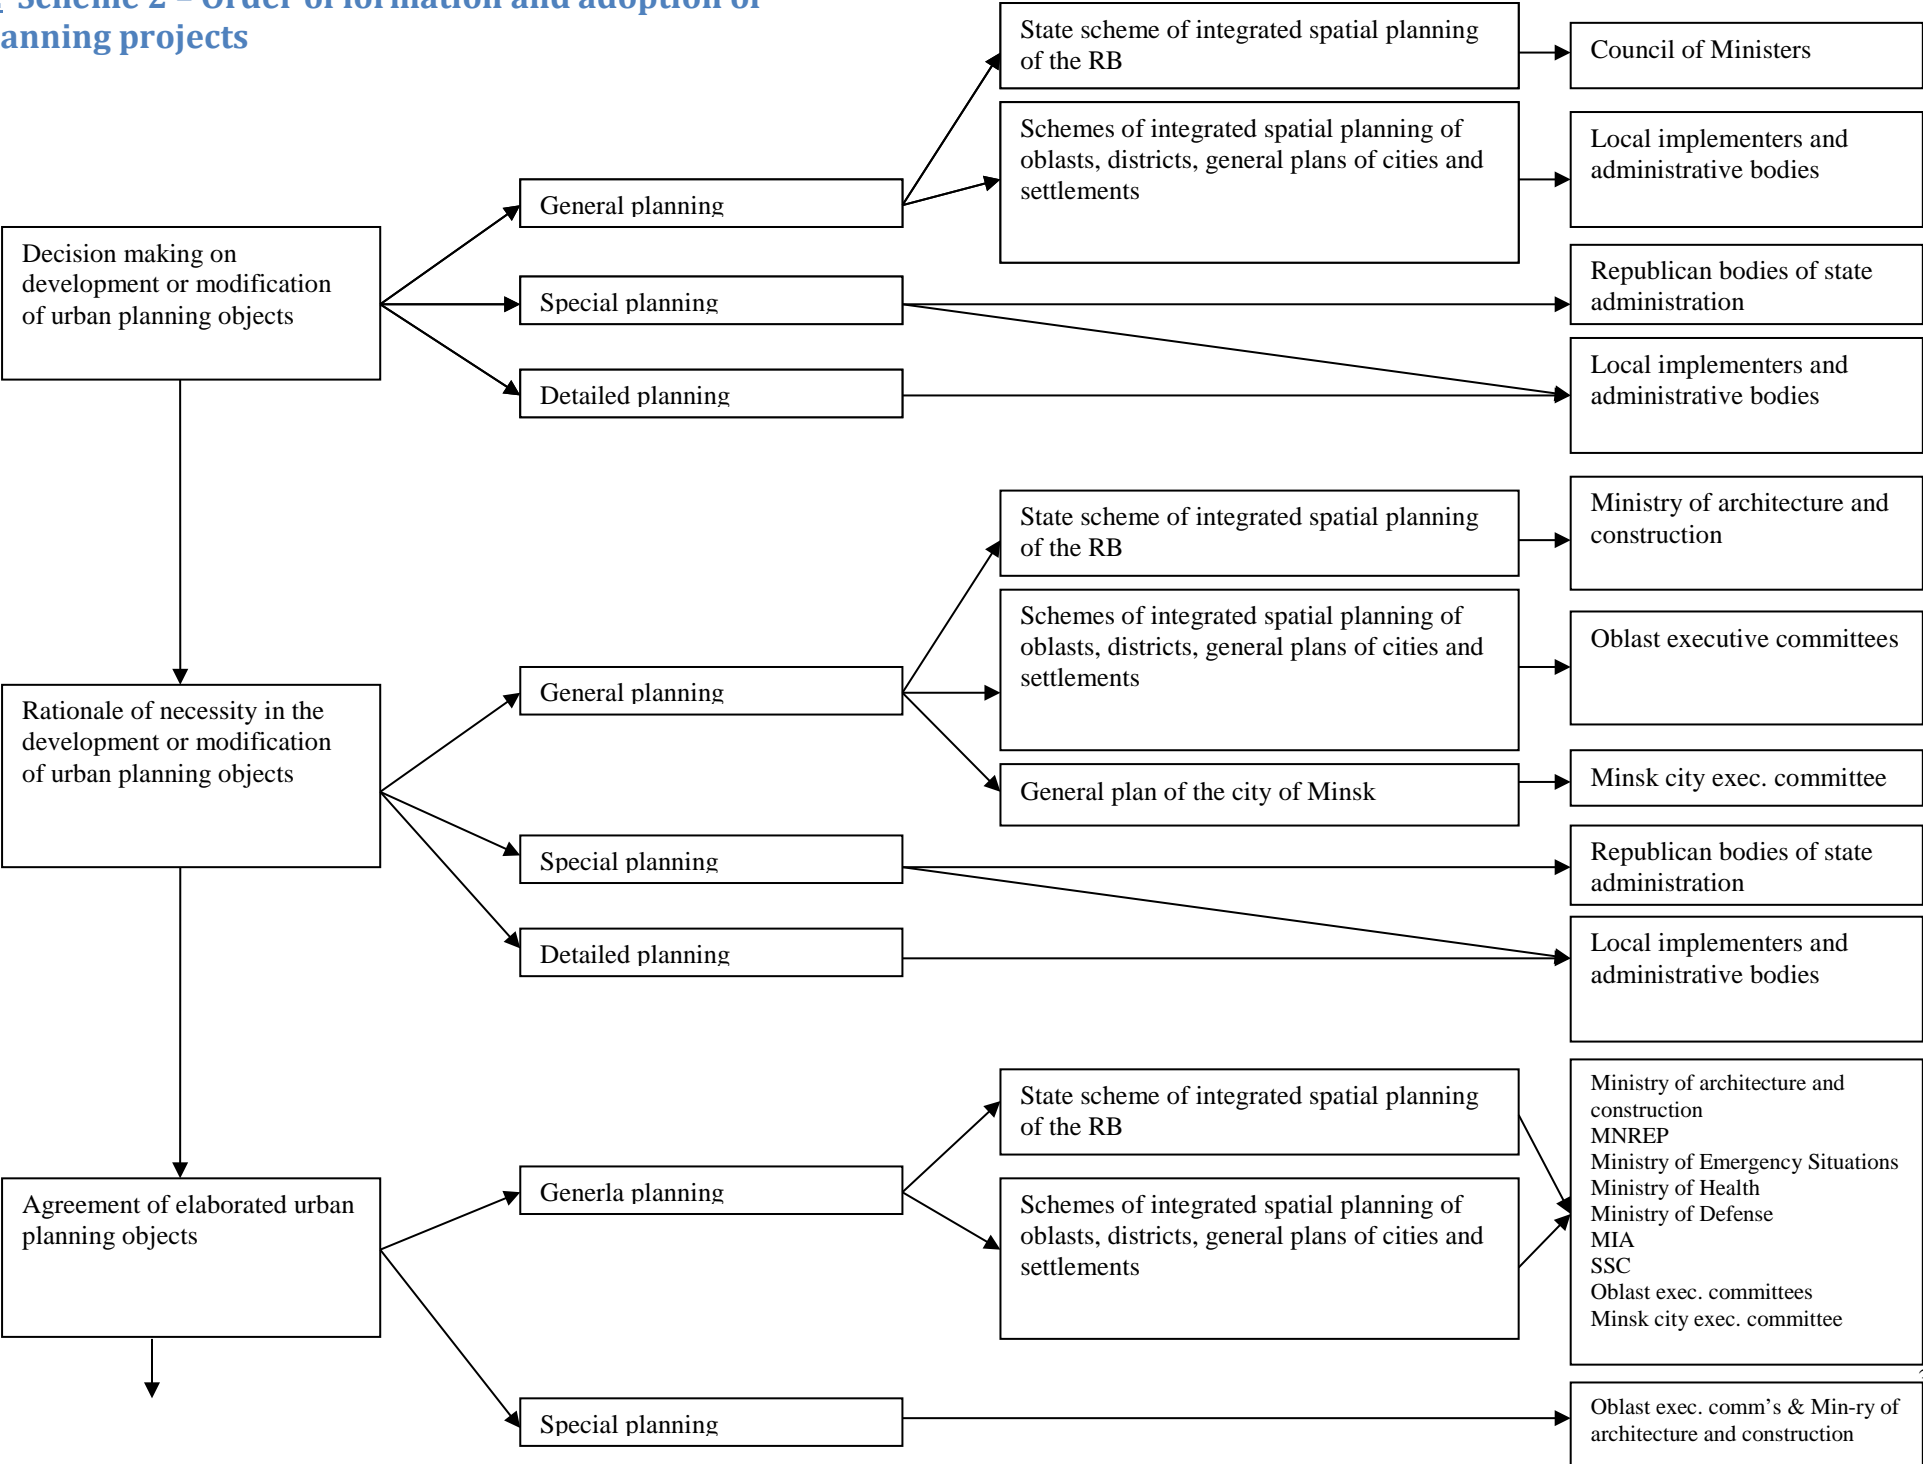 Scheme 2 – Order of formation and adoption of
anning projects
State scheme of integrated spatial planning
of the RB
Council of Ministers
Schemes of integrated spatial planning of
oblasts, districts, general plans of cities and
settlements
Local implementers and
administrative bodies
General planning
Decision making on
development or modification
of urban planning objects
Special planning
Republican bodies of state
administration
Detailed planning
Local implementers and
administrative bodies
State scheme of integrated spatial planning
of the RB
Ministry of architecture and
construction
Schemes of integrated spatial planning of
oblasts, districts, general plans of cities and
settlements
Oblast executive committees
General planning
Rationale of necessity in the
development or modification
of urban planning objects
General plan of the city of Minsk
Minsk city exec. committee
Special planning
Republican bodies of state
administration
Detailed planning
Local implementers and
administrative bodies
State scheme of integrated spatial planning
of the RB
Ministry of architecture and
construction
MNREP
Ministry of Emergency Situations
Ministry of Health
Ministry of Defense
MIA
SSC
Oblast exec. committees
Minsk city exec. committee
Generla planning
Agreement of elaborated urban
planning objects
Schemes of integrated spatial planning of
oblasts, districts, general plans of cities and
settlements
Special planning
Oblast exec. comm’s & Min-ry of
architecture and construction